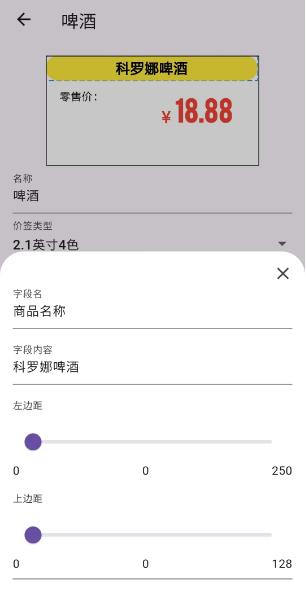 啤酒
科罗娜啤酒
零售价：
¥ 18.88
名称
啤酒
价签类型
2.1英寸4色
字段名
商品名称
字段内容
科罗娜啤酒
左边距
0 0 250
上边距
0 0 128